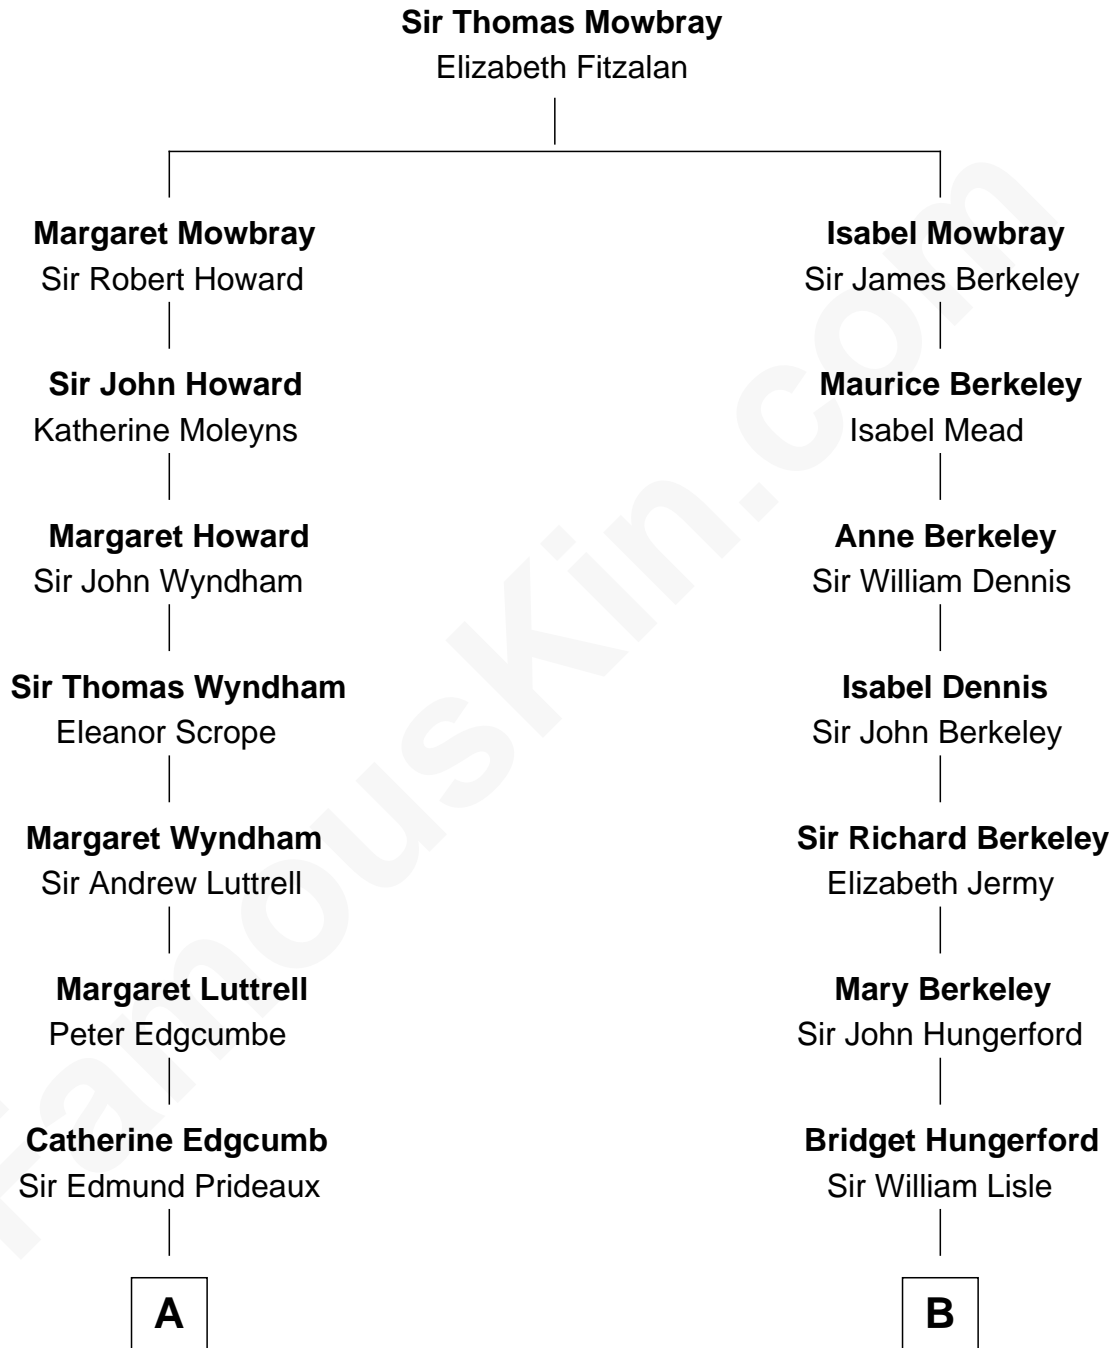 Sir Thomas Mowbray
Elizabeth Fitzalan
Margaret Mowbray
Sir Robert Howard
Isabel Mowbray
Sir James Berkeley
Sir John Howard
Katherine Moleyns
Maurice Berkeley
Isabel Mead
Margaret Howard
Sir John Wyndham
Anne Berkeley
Sir William Dennis
Sir Thomas Wyndham
Eleanor Scrope
Isabel Dennis
Sir John Berkeley
Margaret Wyndham
Sir Andrew Luttrell
Sir Richard Berkeley
Elizabeth Jermy
Margaret Luttrell
Peter Edgcumbe
Mary Berkeley
Sir John Hungerford
Catherine Edgcumb
Sir Edmund Prideaux
Bridget Hungerford
Sir William Lisle
A
B
FamousKin.com